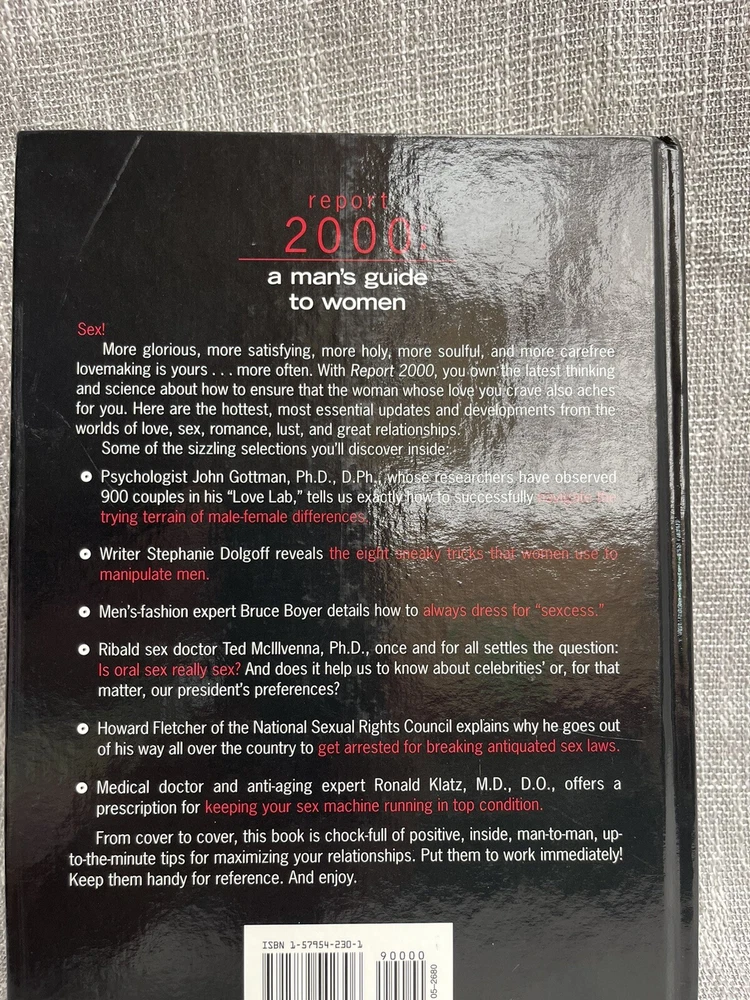 report
2000:
a man's guide
to women
Sex!
More glorious, more satisfying, more holy, more soulful, and more carefree
lovemaking is yours . . . more often. With Report 2000, you own the latest thinking
and science about how to ensure that the woman whose love you crave also aches
for you. Here are the hottest, most essential updates and developments from the
worlds of love, sex, romance, lust, and great relationships.
Some of the sizzling selections you'll discover inside:
Psychologist John Gottman, Ph.D., D.Ph., whose researchers have observed
900 couples in his “Love Lab,” tells us exactly how to successfully navigate the
trying terrain of male-female differences.
Writer Stephanie Dolgoff reveals the eight sneaky tricks that women use to
manipulate men.
Men's-fashion expert Bruce Boyer details how to always dress for “sexcess.”
Ribald sex doctor Ted McIllvenna, Ph.D., once and for all settles the question:
Is oral sex really sex? And does it help us to know about celebrities' or, for that
matter, our president's preferences?
Howard Fletcher of the National Sexual Rights Council explains why he goes out
of his way all over the country to get arrested for breaking antiquated sex laws.
Medical doctor and anti-aging expert Ronald Klatz, M.D., D.O., offers a
prescription for keeping your sex machine running in top condition.
From cover to cover, this book is chock-full of positive, inside, man-to-man, up-
to-the-minute tips for maximizing your relationships. Put them to work immediately!
Keep them handy for reference. And enjoy.
ISBN 1-57954-230-1
90000
05-2680